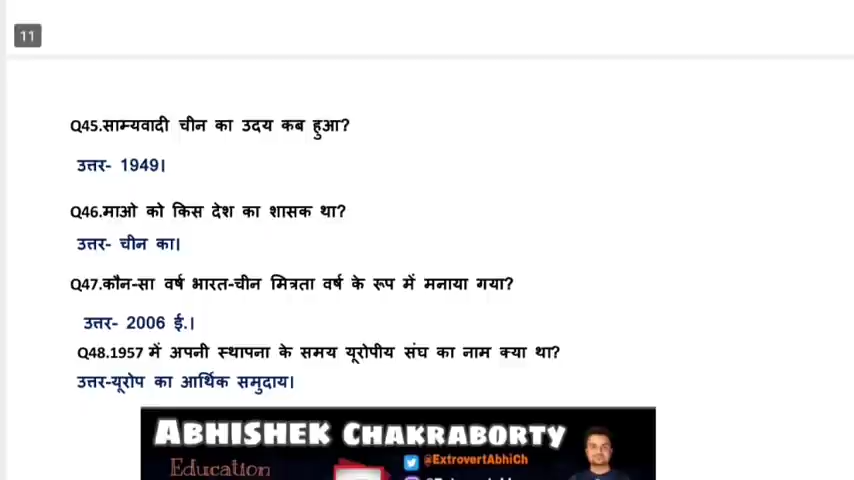 11
Q45.साम्यवादी चीन का उदय कब हुआ?
उत्तर- 1949।
Q46.माओ को किस देश का शासक था?
उत्तर- चीन का।
Q47.कौन-सा वर्ष भारत-चीन मित्रता वर्ष के रूप में मनाया गया?
उत्तर- 2006 ई.।
Q48.1957 में अपनी स्थापना के समय यूरोपीय संघ का नाम क्या था?
उत्तर-यूरोप का आर्थिक समुदाय।
ABHISHEK CHAKRABORTY
Education
@ExtrovertAbhiCh